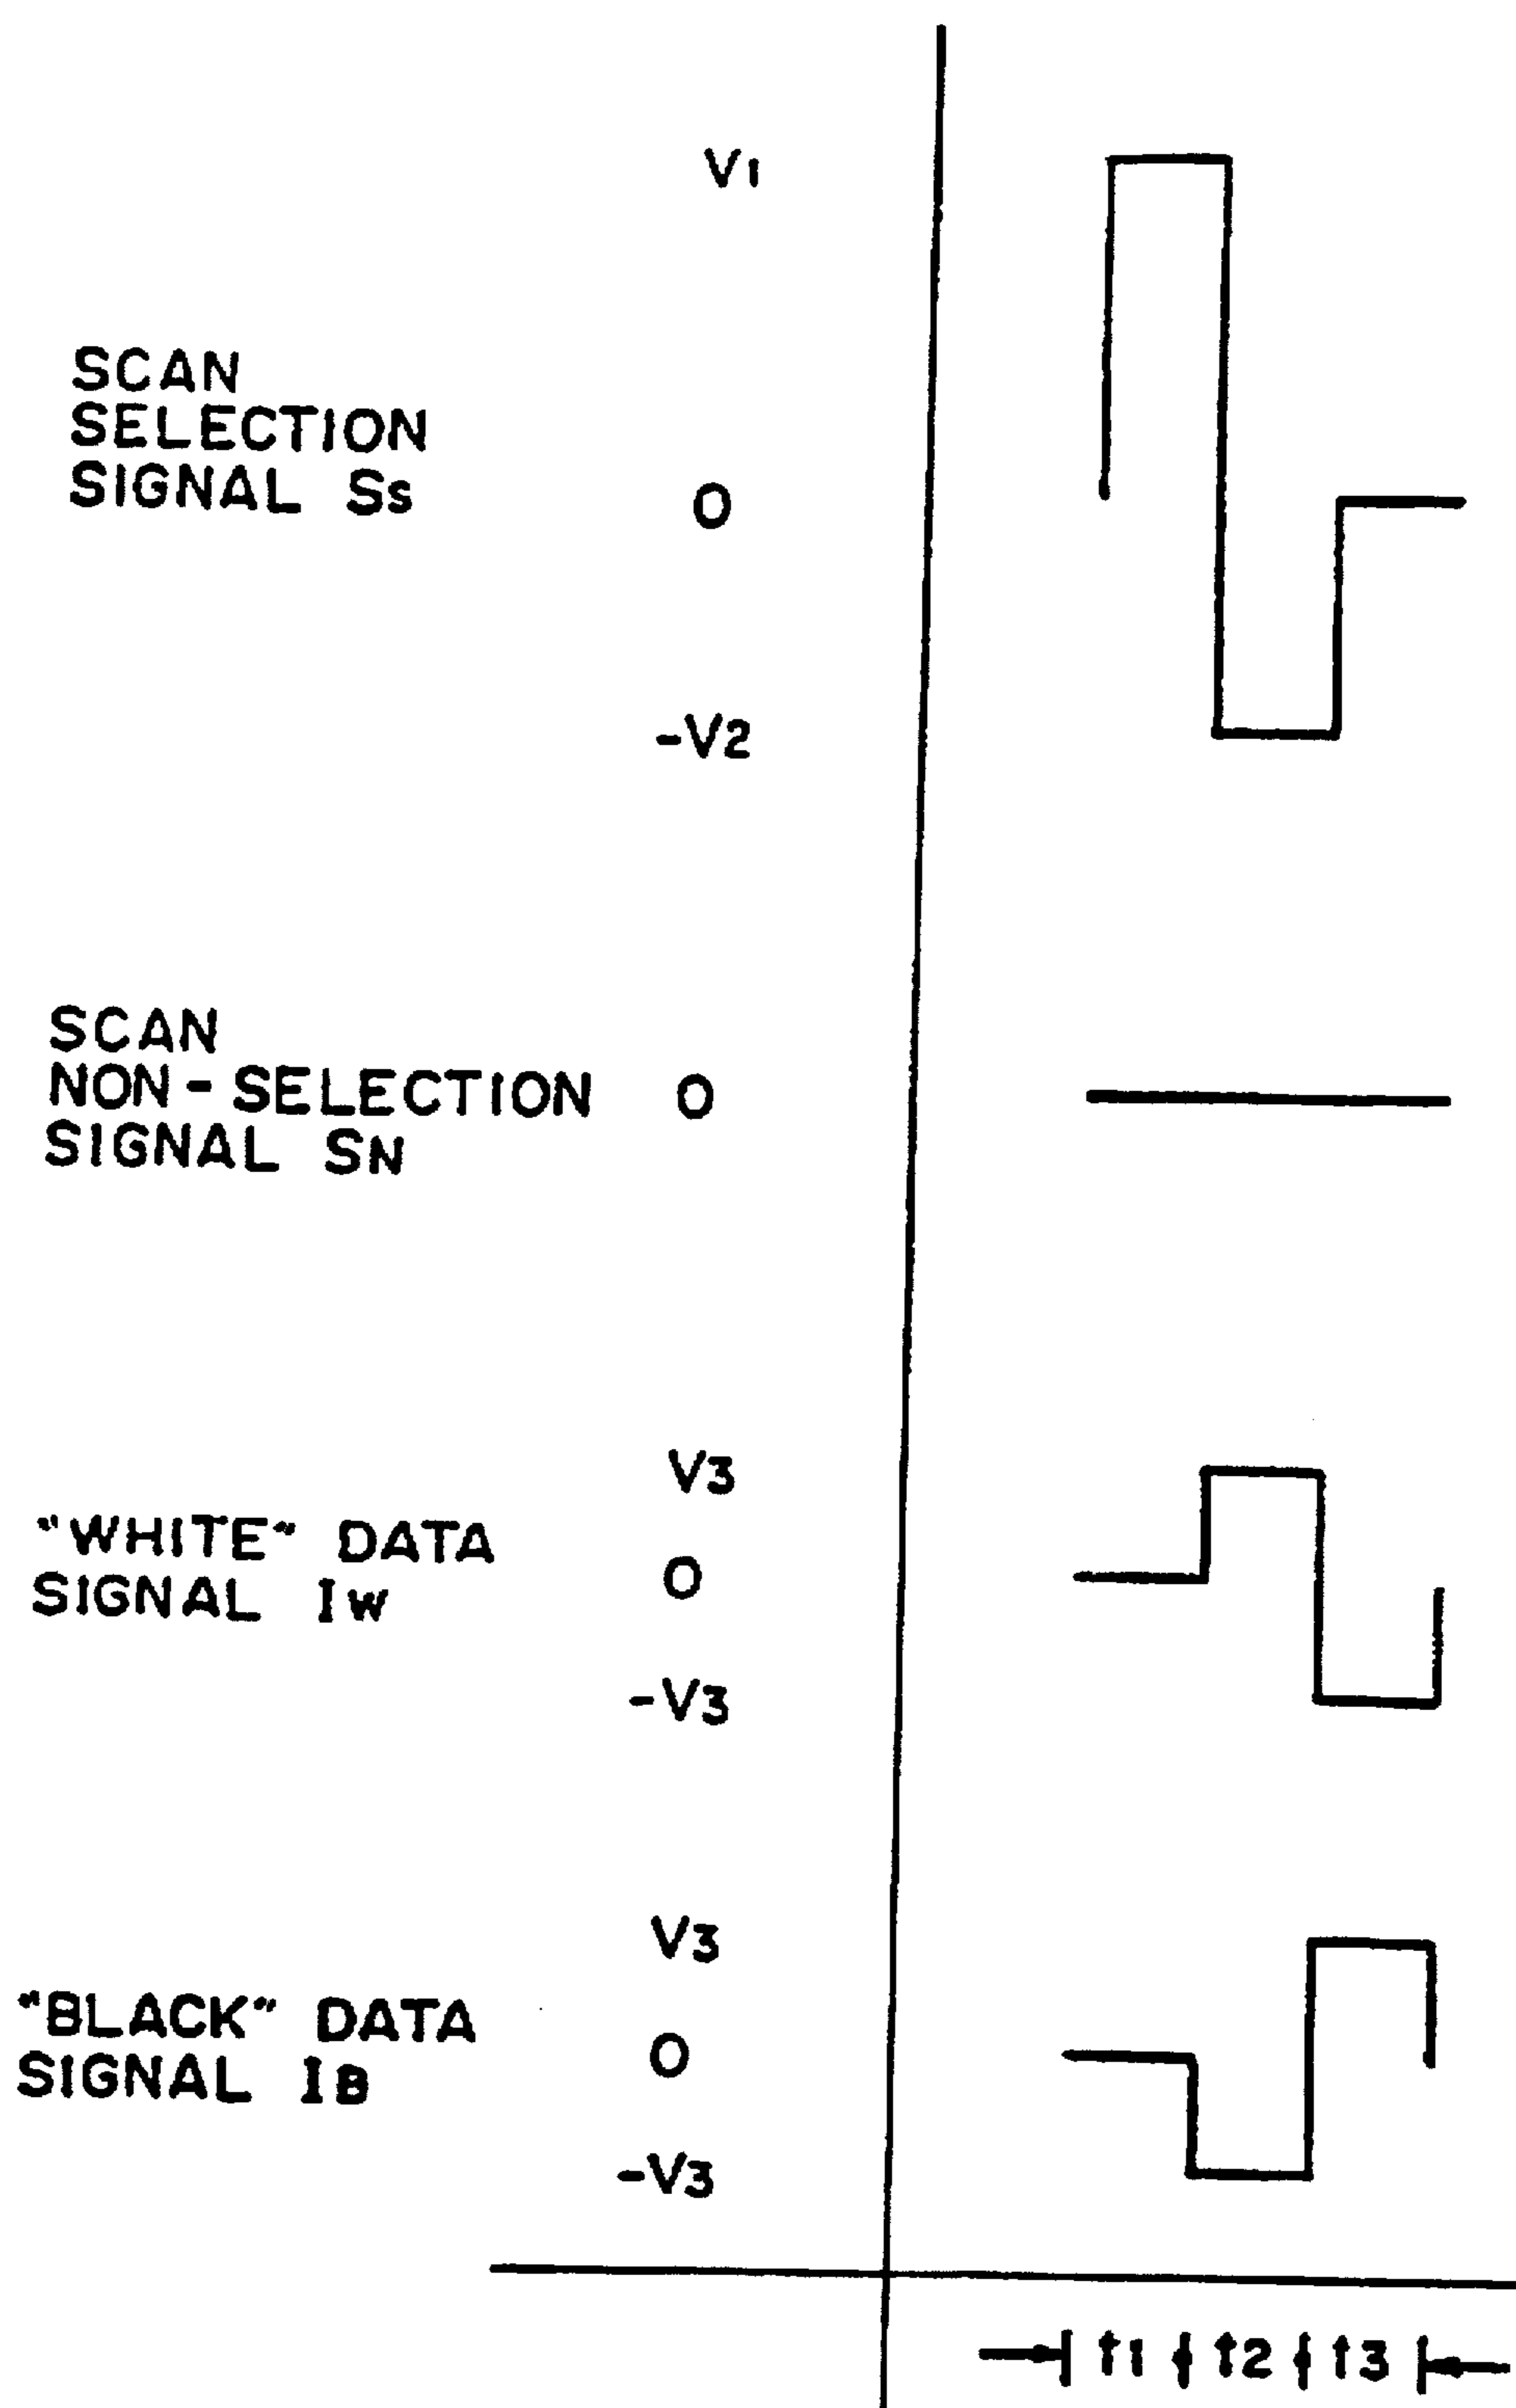 V1
SCAN
SELECTION
SIGNAL Ss
0
-V2
SCAN
NON-SELECTION
SIGNAL SN
0
V3
"WHITE" DATA
SIGNAL IW
0
-V3
V3
"BLACK" DATA
SIGNAL IB
0
-V3
t1 t2 t3